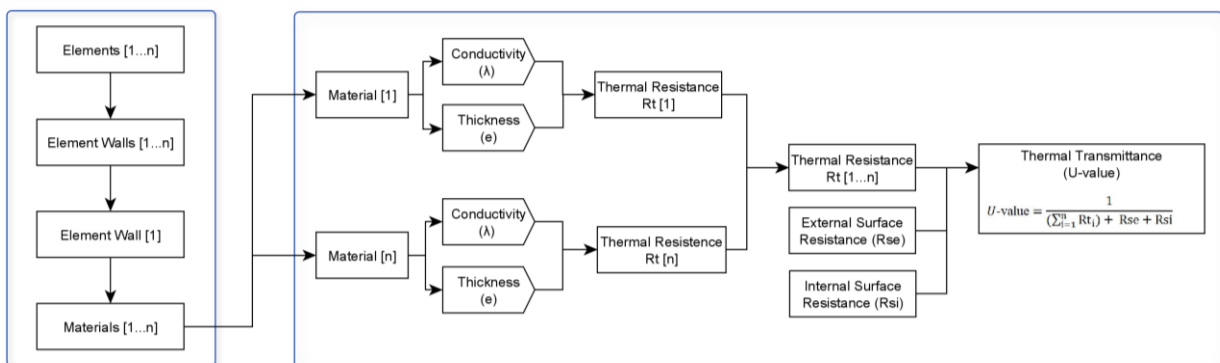 Elements [1...n]
Element Walls [1...n]
Element Wall [1]
Materials [1...n]
Material [1]
Conductivity
(λ)
Thickness
(e)
Thermal Resistance
Rt [1]
Material [n]
Conductivity
(λ)
Thickness
(e)
Thermal Resistence
Rt [n]
Thermal Resistance
Rt [1...n]
External Surface
Resistance (Rse)
Internal Surface
Resistance (Rsi)
Thermal Transmittance
(U-value)
U-value = 1 / ((∑ⁿᵢ₌₁ Rtᵢ) + Rse + Rsi)